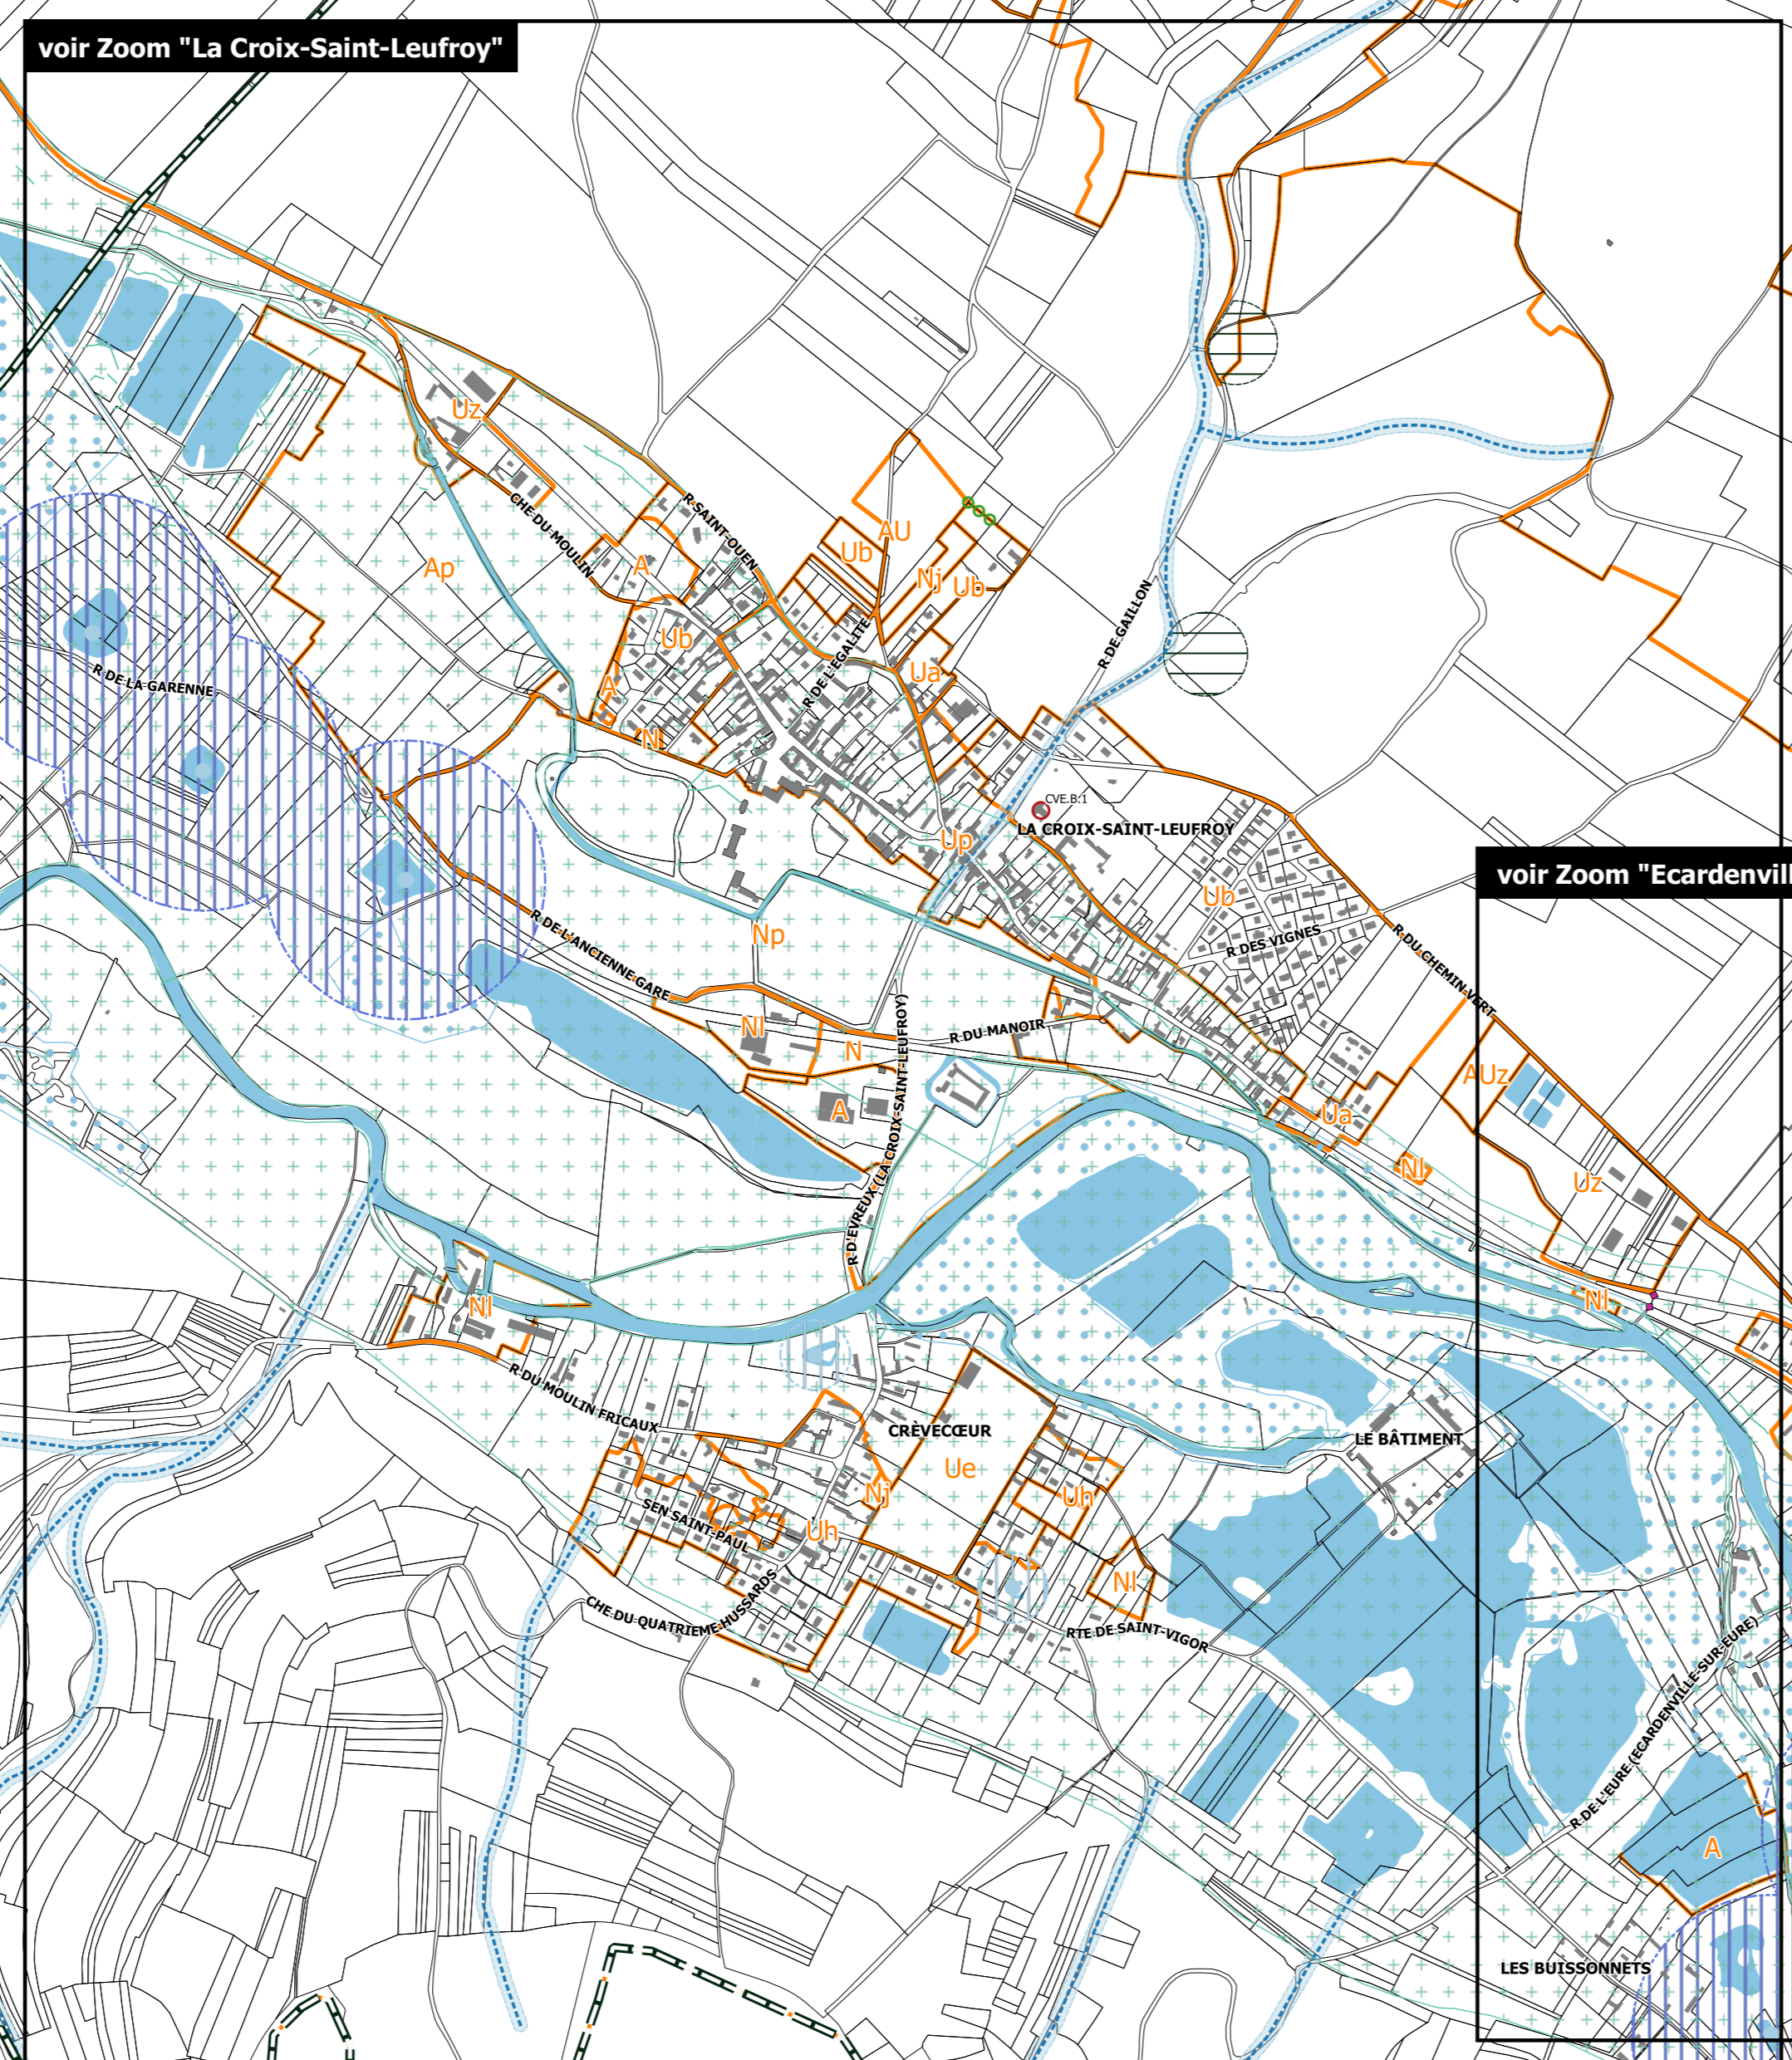 voir Zoom "La Croix-Saint-Leufroy"
Uz
CHE DU MOULIN
R SAINT-OUEN
AU
Ub
A
Ap
Nj
Ub
R DE GAILLON
Ub
R DE L'EGALITE
Ua
A
R DE LA GARENNE
Nl
CVE.B:1
LA CROIX-SAINT-LEUFROY
Up
voir Zoom "Ecardenvill
Ub
R DE L'ANCIENNE GARE
Np
R DES VIGNES
R DU CHEMIN VERT
Nl
N
R DU MANOIR
AUz
A
Ua
R D'EVREUX (LA CROIX-SAINT-LEUFROY)
Nl
Uz
Nl
Nl
R DU MOULIN FRICAUX
CRÈVECŒUR
LE BÂTIMENT
Ue
Nj
Uh
SEN SAINT-PAUL
Uh
Nl
CHE DU QUATRIEME HUSSARDS
RTE DE SAINT-VIGOR
R DE L'EURE (ECARDENVILLE-SUR-EURE)
A
LES BUISSONNETS